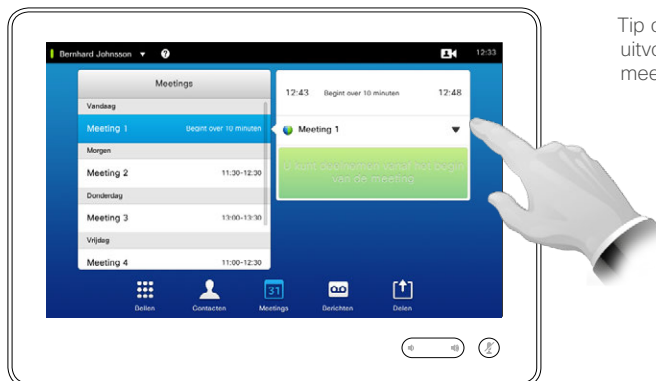 Tip o
uitvo
mee
Bernhard Johnsson
12:33
Meetings
Vandaag
Meeting 1 Begint over 10 minuten
Morgen
Meeting 2 11:30-12:30
Donderdag
Meeting 3 13:00-13:30
Vrijdag
Meeting 4 11:00-12:30
12:43 Begint over 10 minuten 12:48
Meeting 1
U kunt deelnemen vanaf het begin
van de meeting
31
Bellen Contacten Meetings Berichten Delen